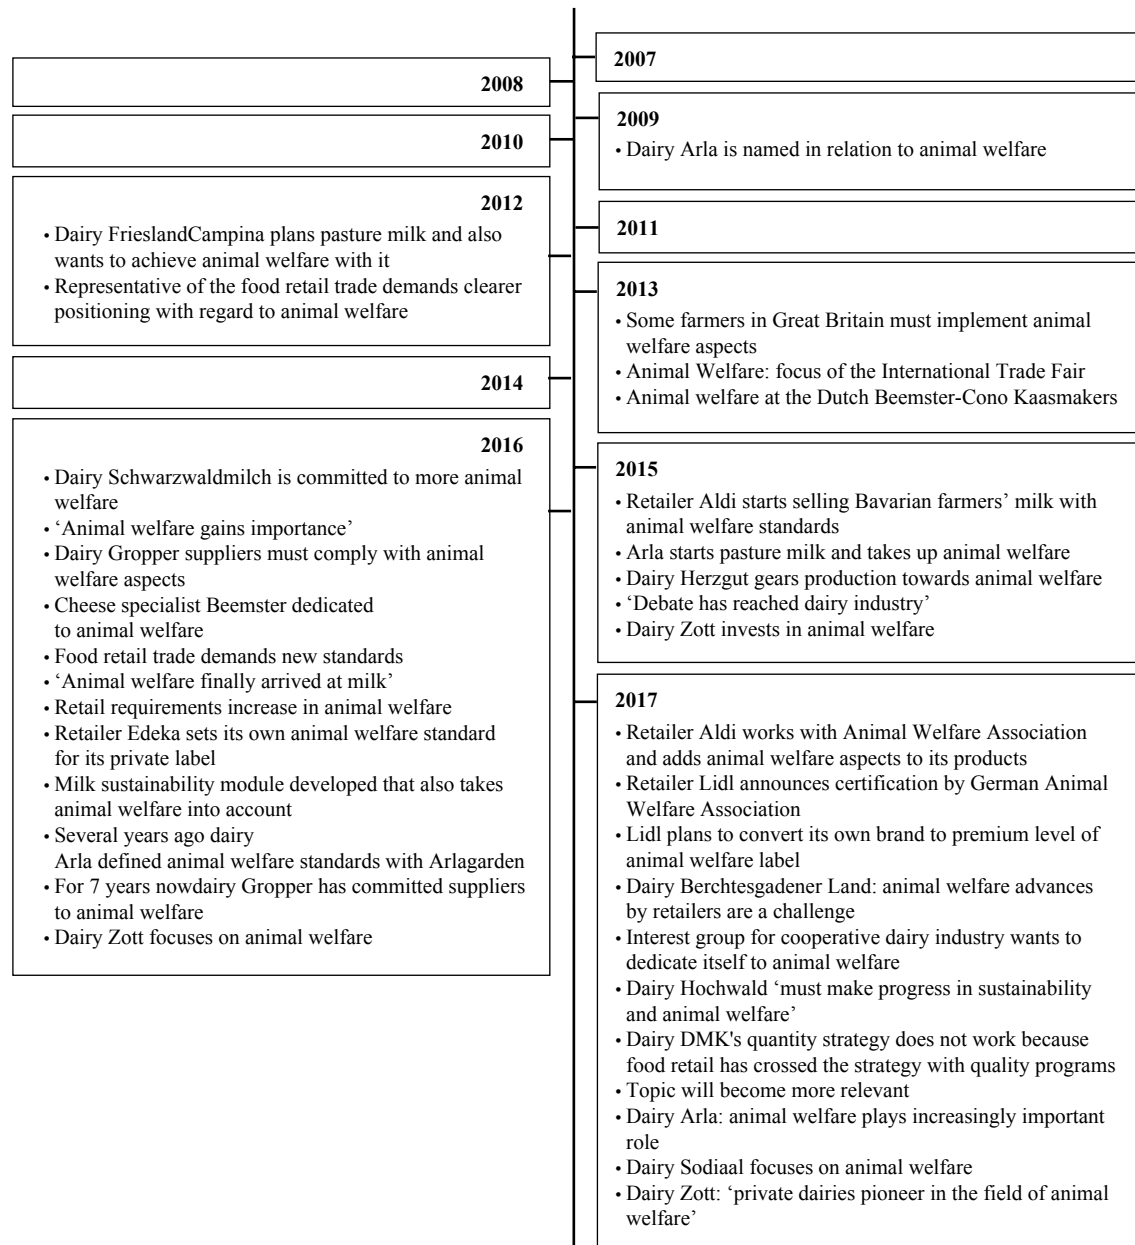 2007
2008
2009
• Dairy Arla is named in relation to animal welfare
2010
2011
2012
• Dairy FrieslandCampina plans pasture milk and also
wants to achieve animal welfare with it
• Representative of the food retail trade demands clearer
positioning with regard to animal welfare
2013
• Some farmers in Great Britain must implement animal
welfare aspects
• Animal Welfare: focus of the International Trade Fair
• Animal welfare at the Dutch Beemster-Cono Kaasmakers
2014
2015
• Retailer Aldi starts selling Bavarian farmers’ milk with
animal welfare standards
• Arla starts pasture milk and takes up animal welfare
• Dairy Herzgut gears production towards animal welfare
• ‘Debate has reached dairy industry’
• Dairy Zott invests in animal welfare
2016
• Dairy Schwarzwaldmilch is committed to more animal
welfare
• ‘Animal welfare gains importance’
• Dairy Gropper suppliers must comply with animal
welfare aspects
• Cheese specialist Beemster dedicated
to animal welfare
• Food retail trade demands new standards
• ‘Animal welfare finally arrived at milk’
• Retail requirements increase in animal welfare
• Retailer Edeka sets its own animal welfare standard
for its private label
• Milk sustainability module developed that also takes
animal welfare into account
• Several years ago dairy
Arla defined animal welfare standards with Arlagarden
• For 7 years nowdairy Gropper has committed suppliers
to animal welfare
• Dairy Zott focuses on animal welfare
2017
• Retailer Aldi works with Animal Welfare Association
and adds animal welfare aspects to its products
• Retailer Lidl announces certification by German Animal
Welfare Association
• Lidl plans to convert its own brand to premium level of
animal welfare label
• Dairy Berchtesgadener Land: animal welfare advances
by retailers are a challenge
• Interest group for cooperative dairy industry wants to
dedicate itself to animal welfare
• Dairy Hochwald ‘must make progress in sustainability
and animal welfare’
• Dairy DMK's quantity strategy does not work because
food retail has crossed the strategy with quality programs
• Topic will become more relevant
• Dairy Arla: animal welfare plays increasingly important
role
• Dairy Sodiaal focuses on animal welfare
• Dairy Zott: ‘private dairies pioneer in the field of animal
welfare’